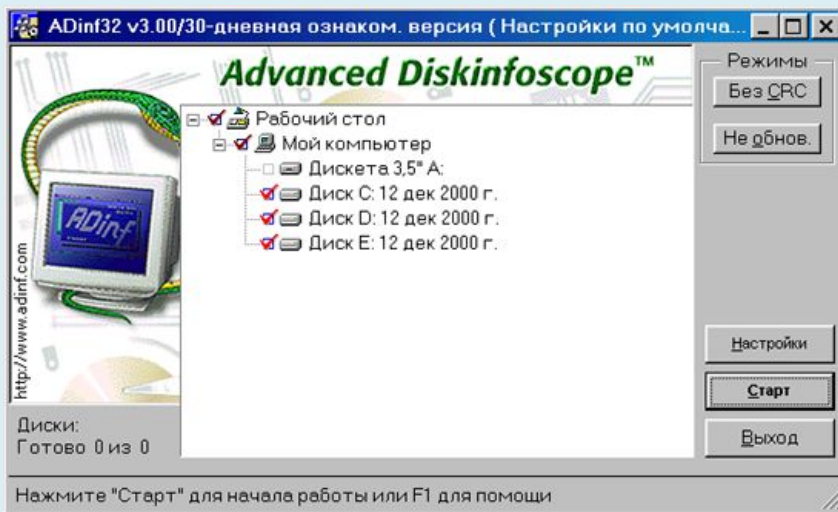 ADinf32 v3.00/30-дневная ознаком. версия ( Настройки по умолча...
Advanced Diskinfoscope™
Рабочий стол
Мой компьютер
Дискета 3,5" A:
Диск C: 12 дек 2000 г.
Диск D: 12 дек 2000 г.
Диск E: 12 дек 2000 г.
ADinf
http://www.adinf.com
Диски:
Готово 0 из 0
Режимы
Без CRC
Не обнов.
Настройки
Старт
Выход
Нажмите "Старт" для начала работы или F1 для помощи